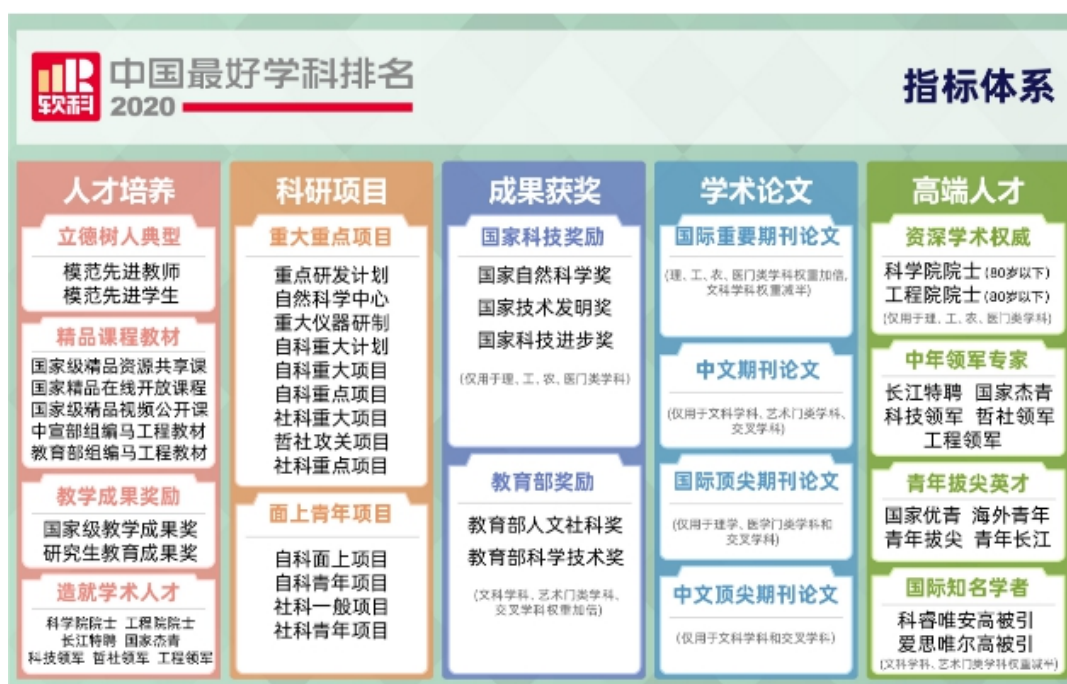 软科
中国最好学科排名
2020
指标体系
人才培养
立德树人典型
模范先进教师
模范先进学生
精品课程教材
国家级精品资源共享课
国家精品在线开放课程
国家级精品视频公开课
中宣部组编马工程教材
教育部组编马工程教材
教学成果奖励
国家级教学成果奖
研究生教育成果奖
造就学术人才
科学院院士 工程院院士
长江特聘 国家杰青
科技领军 哲社领军 工程领军
科研项目
重大重点项目
重点研发计划
自然科学中心
重大仪器研制
自科重大计划
自科重大项目
自科重点项目
社科重大项目
哲社攻关项目
社科重点项目
面上青年项目
自科面上项目
自科青年项目
社科一般项目
社科青年项目
成果获奖
国家科技奖励
国家自然科学奖
国家技术发明奖
国家科技进步奖
(仅用于理、工、农、医门类学科)
教育部奖励
教育部人文社科奖
教育部科学技术奖
(文科学科、艺术门类学科、
交叉学科权重加倍)
学术论文
国际重要期刊论文
(理、工、农、医门类学科权重加倍,
文科学科权重减半)
中文期刊论文
(仅用于文科学科、艺术门类学科、
交叉学科)
国际顶尖期刊论文
(仅用于理学、医学门类学科和
交叉学科)
中文顶尖期刊论文
(仅用于文科学科和交叉学科)
高端人才
资深学术权威
科学院院士(80岁以下)
工程院院士(80岁以下)
(仅用于理、工、农、医门类学科)
中年领军专家
长江特聘 国家杰青
科技领军 哲社领军
工程领军
青年拔尖英才
国家优青 海外青年
青年拔尖 青年长江
国际知名学者
科睿唯安高被引
爱思唯尔高被引
(文科学科、艺术门类学科权重减半)